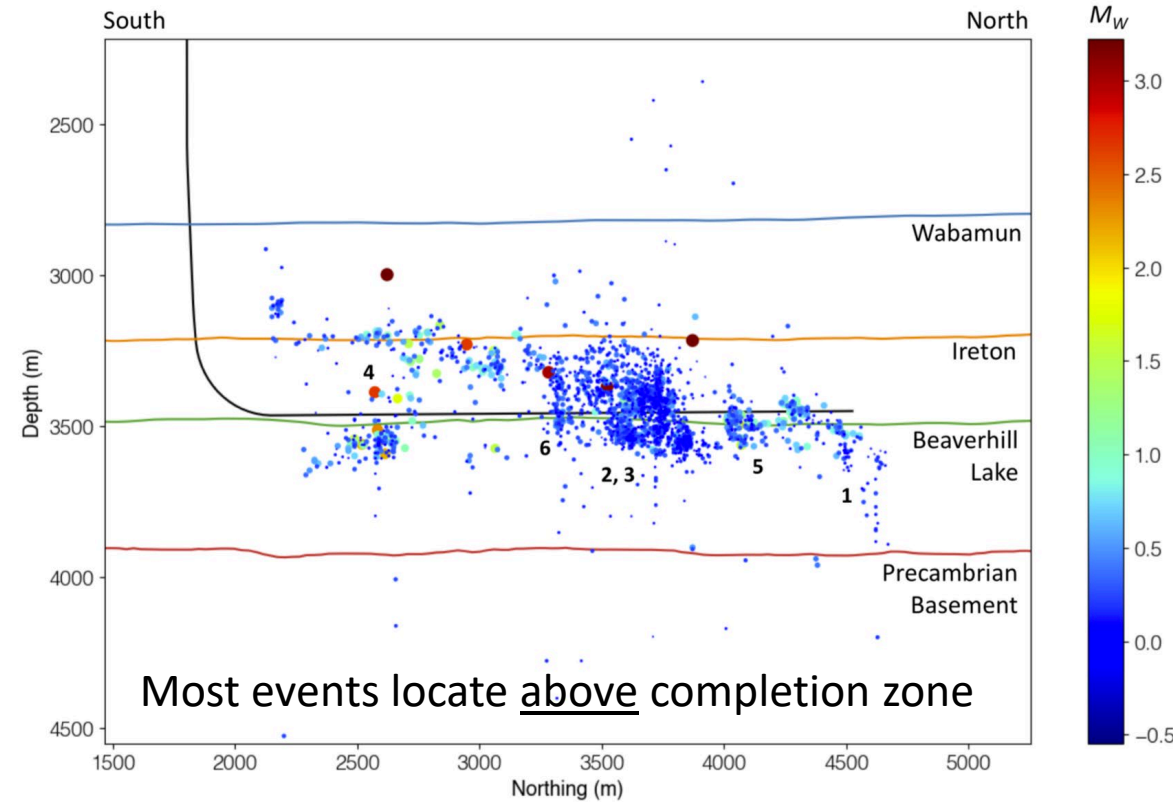 South
North
M_W
2500
3000
3500
4000
4500
Depth (m)
Wabamun
Ireton
Beaverhill
Lake
Precambrian
Basement
4
6
2, 3
5
1
Most events locate above completion zone
1500
2000
2500
3000
3500
4000
4500
5000
Northing (m)
3.0
2.5
2.0
1.5
1.0
0.5
0.0
-0.5